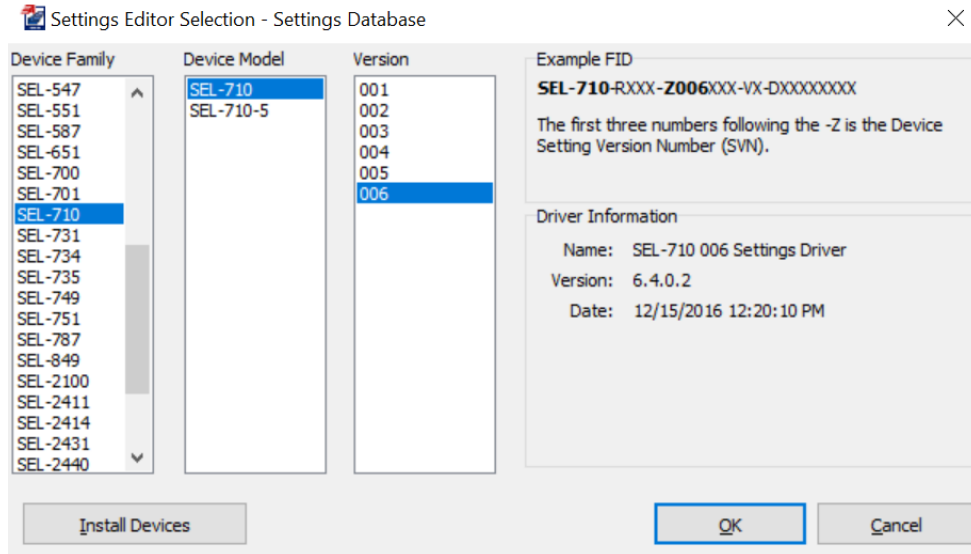 Settings Editor Selection - Settings Database
Device Family
SEL-547
SEL-551
SEL-587
SEL-651
SEL-700
SEL-701
SEL-710
SEL-731
SEL-734
SEL-735
SEL-749
SEL-751
SEL-787
SEL-849
SEL-2100
SEL-2411
SEL-2414
SEL-2431
SEL-2440
Device Model
SEL-710
SEL-710-5
Version
001
002
003
004
005
006
Example FID
SEL-710-RXXX-Z006XXX-VX-DXXXXXXXX
The first three numbers following the -Z is the Device
Setting Version Number (SVN).
Driver Information
Name: SEL-710 006 Settings Driver
Version: 6.4.0.2
Date: 12/15/2016 12:20:10 PM
Install Devices
OK
Cancel